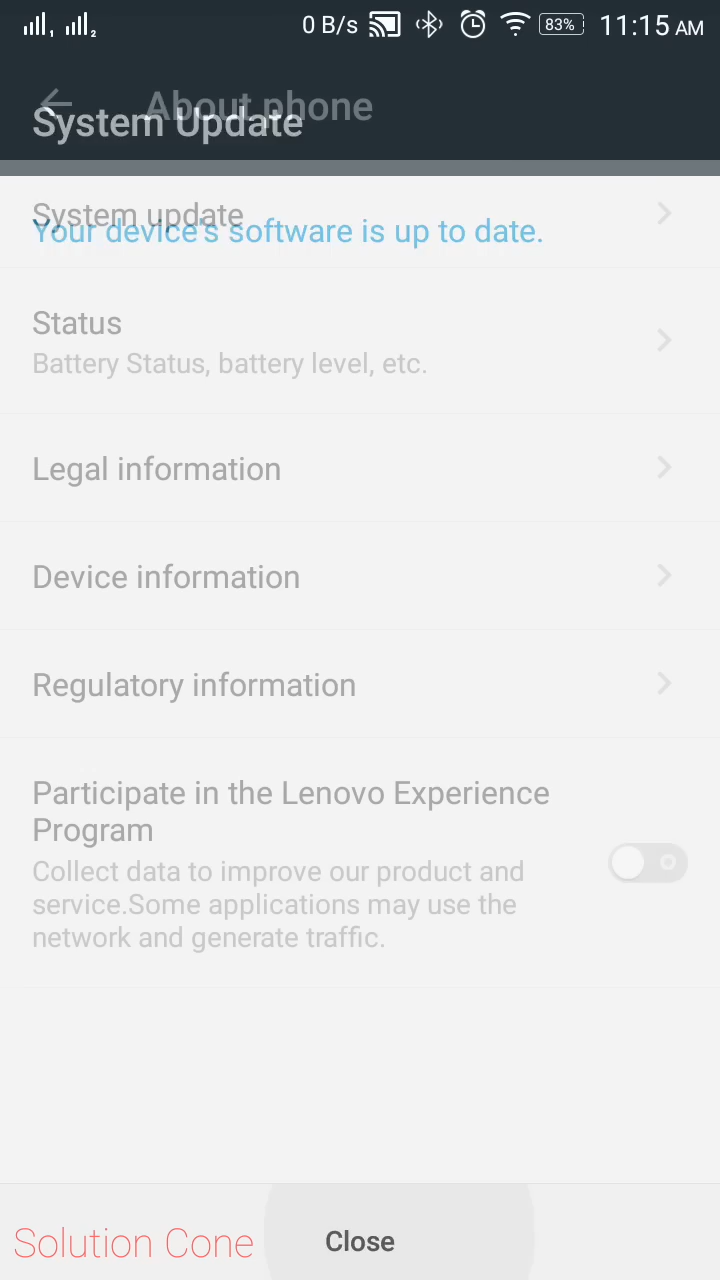 1 2 0 B/s 83% 11:15 AM
About phone
System Update
System update
Your device's software is up to date.
Status
Battery Status, battery level, etc.
Legal information
Device information
Regulatory information
Participate in the Lenovo Experience
Program
Collect data to improve our product and
service.Some applications may use the
network and generate traffic.
Solution Cone
Close